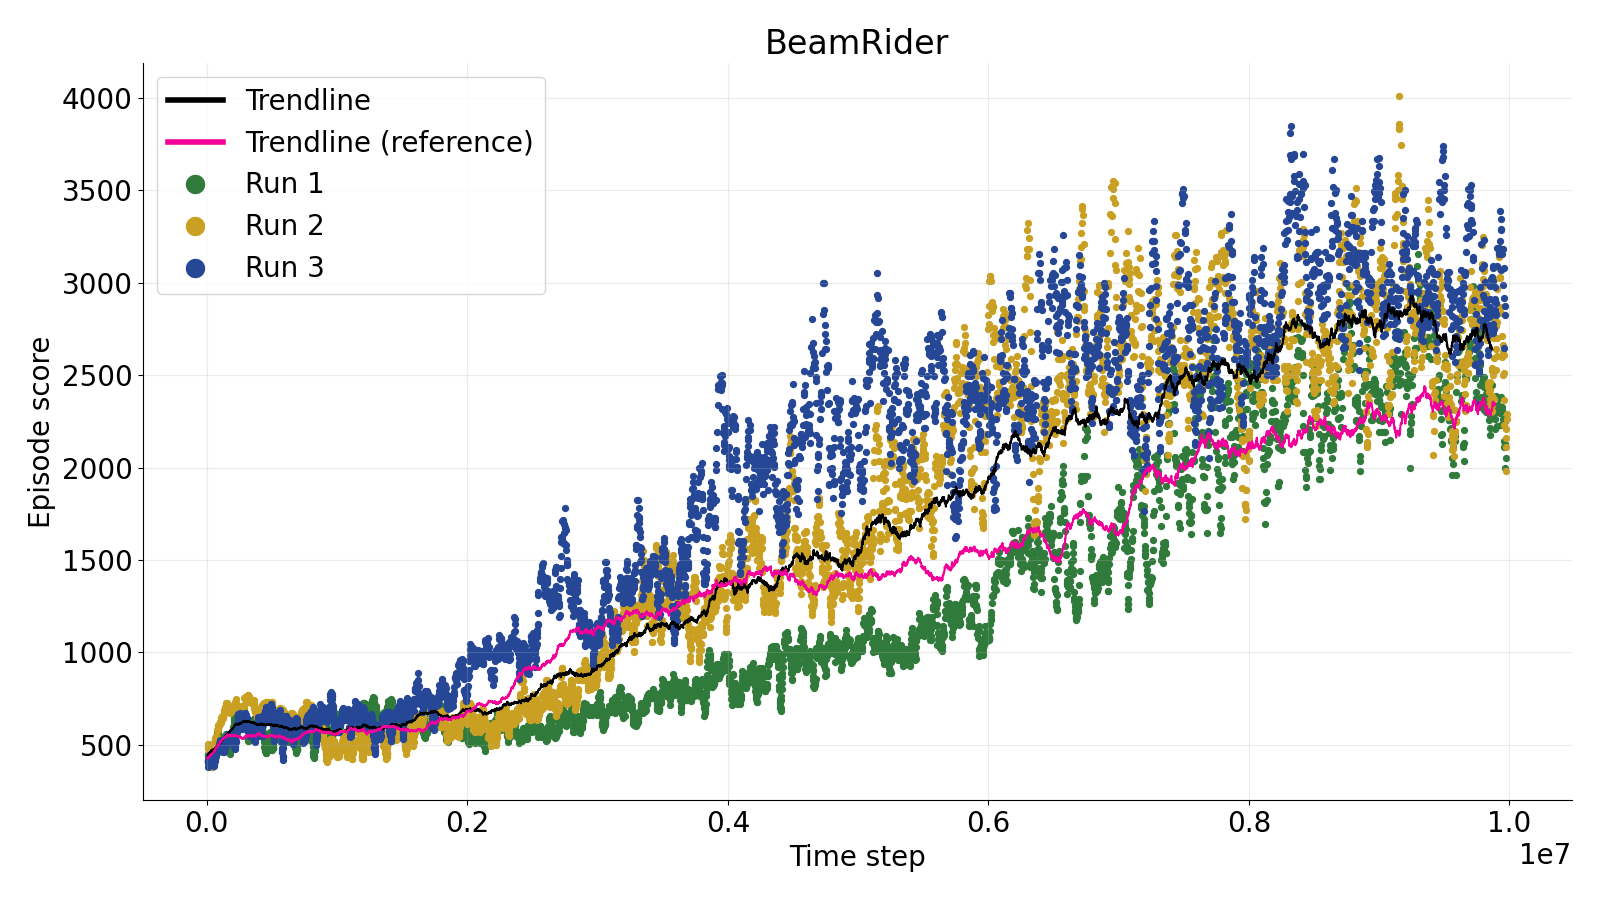 BeamRider
Trendline
Trendline (reference)
Run 1
Run 2
Run 3
4000
3500
3000
2500
2000
1500
1000
500
Episode score
0.0 0.2 0.4 0.6 0.8 1.0
Time step
1e7